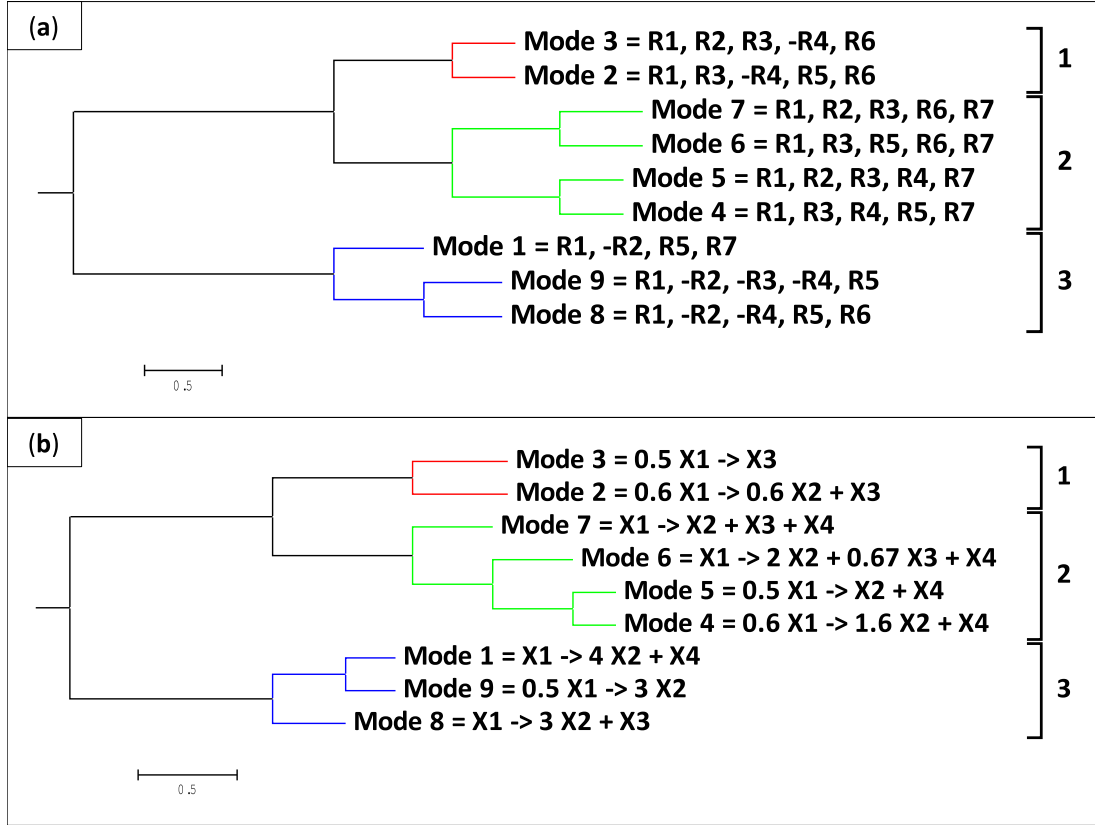 (a)
Mode 3 = R1, R2, R3, -R4, R6
Mode 2 = R1, R3, -R4, R5, R6
1
Mode 7 = R1, R2, R3, R6, R7
Mode 6 = R1, R3, R5, R6, R7
Mode 5 = R1, R2, R3, R4, R7
Mode 4 = R1, R3, R4, R5, R7
2
Mode 1 = R1, -R2, R5, R7
Mode 9 = R1, -R2, -R3, -R4, R5
Mode 8 = R1, -R2, -R4, R5, R6
3
0.5
(b)
Mode 3 = 0.5 X1 -> X3
Mode 2 = 0.6 X1 -> 0.6 X2 + X3
1
Mode 7 = X1 -> X2 + X3 + X4
Mode 6 = X1 -> 2 X2 + 0.67 X3 + X4
Mode 5 = 0.5 X1 -> X2 + X4
Mode 4 = 0.6 X1 -> 1.6 X2 + X4
2
Mode 1 = X1 -> 4 X2 + X4
Mode 9 = 0.5 X1 -> 3 X2
Mode 8 = X1 -> 3 X2 + X3
3
0.5